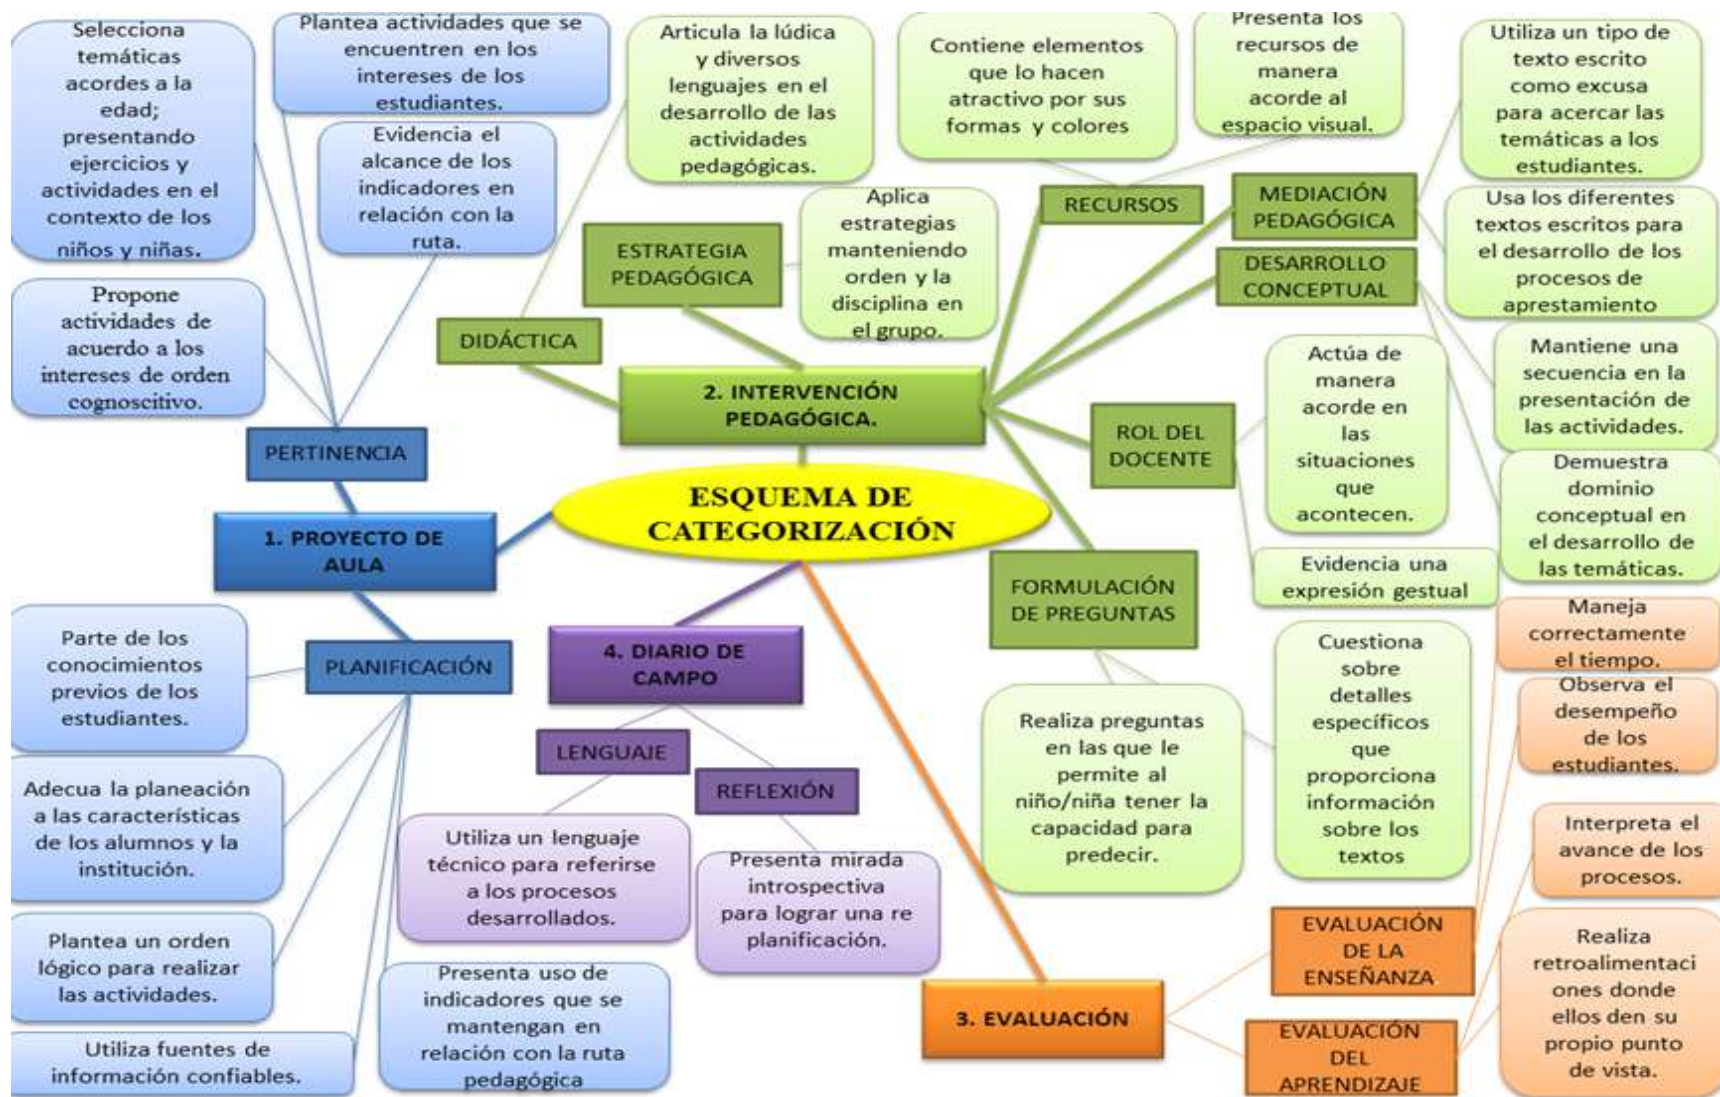 Selecciona
temáticas
acordes a la
edad;
presentando
ejercicios y
actividades en el
contexto de los
niños y niñas.
Plantea actividades que se
encuentren en los
intereses de los
estudiantes.
Evidencia el
alcance de los
indicadores en
relación con la
ruta.
Propone
actividades de
acuerdo a los
intereses de orden
cognoscitivo.
PERTINENCIA
1. PROYECTO DE
AULA
PLANIFICACIÓN
Parte de los
conocimientos
previos de los
estudiantes.
Adecua la planeación
a las características
de los alumnos y la
institución.
Plantea un orden
lógico para realizar
las actividades.
Utiliza fuentes de
información confiables.
Presenta uso de
indicadores que se
mantengan en
relación con la ruta
pedagógica
Articula la lúdica
y diversos
lenguajes en el
desarrollo de las
actividades
pedagógicas.
DIDÁCTICA
ESTRATEGIA
PEDAGÓGICA
Aplica
estrategias
manteniendo
orden y la
disciplina en
el grupo.
Contiene elementos
que lo hacen
atractivo por sus
formas y colores
Presenta los
recursos de
manera
acorde al
espacio visual.
RECURSOS
MEDIACIÓN
PEDAGÓGICA
DESARROLLO
CONCEPTUAL
Utiliza un tipo de
texto escrito
como excusa
para acercar las
temáticas a los
estudiantes.
Usa los diferentes
textos escritos para
el desarrollo de los
procesos de
aprestamiento
Mantiene una
secuencia en la
presentación de
las actividades.
Demuestra
dominio
conceptual en
el desarrollo de
las temáticas.
2. INTERVENCIÓN
PEDAGÓGICA.
ESQUEMA DE
CATEGORIZACIÓN
ROL DEL
DOCENTE
Actúa de
manera
acorde en
las
situaciones
que
acontecen.
Evidencia una
expresión gestual
FORMULACIÓN
DE PREGUNTAS
Realiza preguntas
en las que le
permite al
niño/niña tener la
capacidad para
predecir.
Cuestiona
sobre
detalles
específicos
que
proporciona
información
sobre los
textos
4. DIARIO DE
CAMPO
LENGUAJE
REFLEXIÓN
Utiliza un lenguaje
técnico para referirse
a los procesos
desarrollados.
Presenta mirada
introspectiva
para lograr una re
planificación.
3. EVALUACIÓN
EVALUACIÓN
DE LA
ENSEÑANZA.
EVALUACIÓN
DEL
APRENDIZAJE
Maneja
correctamente
el tiempo.
Observa el
desempeño
de los
estudiantes.
Interpreta el
avance de los
procesos.
Realiza
retroalimentaci
ones donde
ellos den su
propio punto
de vista.